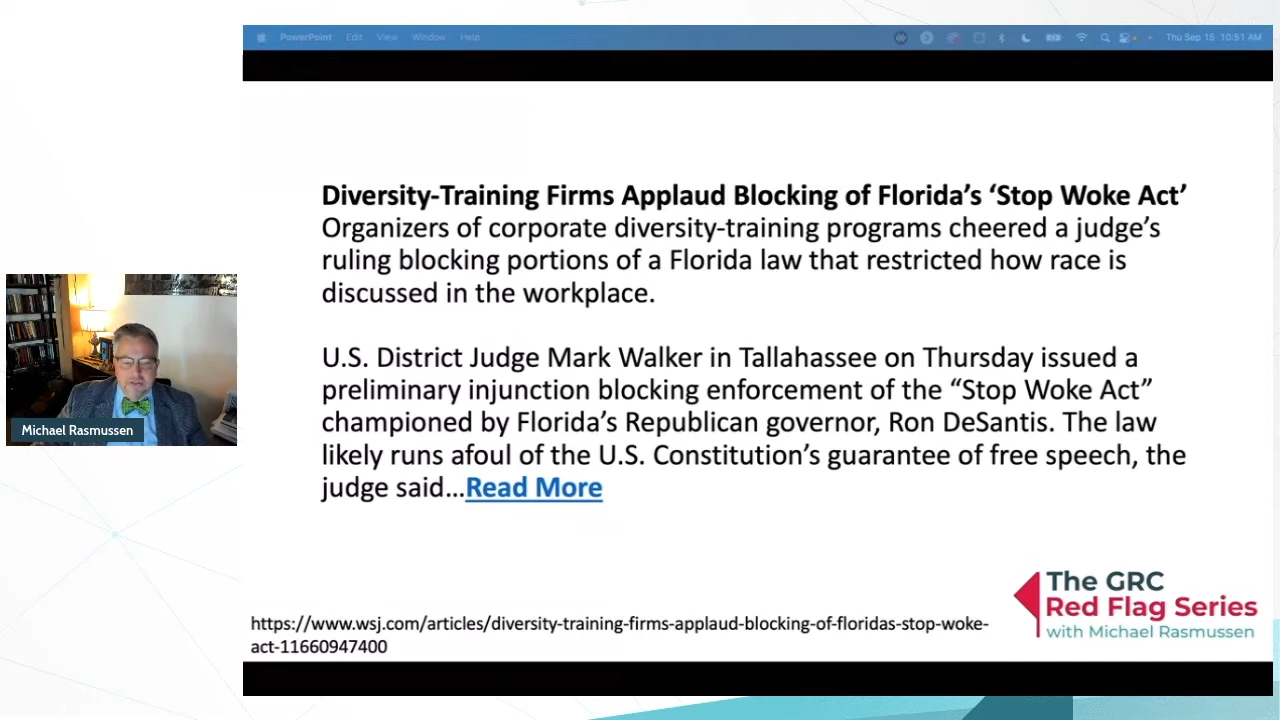 PowerPoint Edit View Window Help Thu Sep 15 10:51 AM
Diversity-Training Firms Applaud Blocking of Florida’s ‘Stop Woke Act’
Organizers of corporate diversity-training programs cheered a judge’s
ruling blocking portions of a Florida law that restricted how race is
discussed in the workplace.
U.S. District Judge Mark Walker in Tallahassee on Thursday issued a
preliminary injunction blocking enforcement of the “Stop Woke Act”
championed by Florida’s Republican governor, Ron DeSantis. The law
likely runs afoul of the U.S. Constitution’s guarantee of free speech, the
judge said…Read More
Michael Rasmussen
The GRC
Red Flag Series
with Michael Rasmussen
https://www.wsj.com/articles/diversity-training-firms-applaud-blocking-of-floridas-stop-woke-
act-11660947400